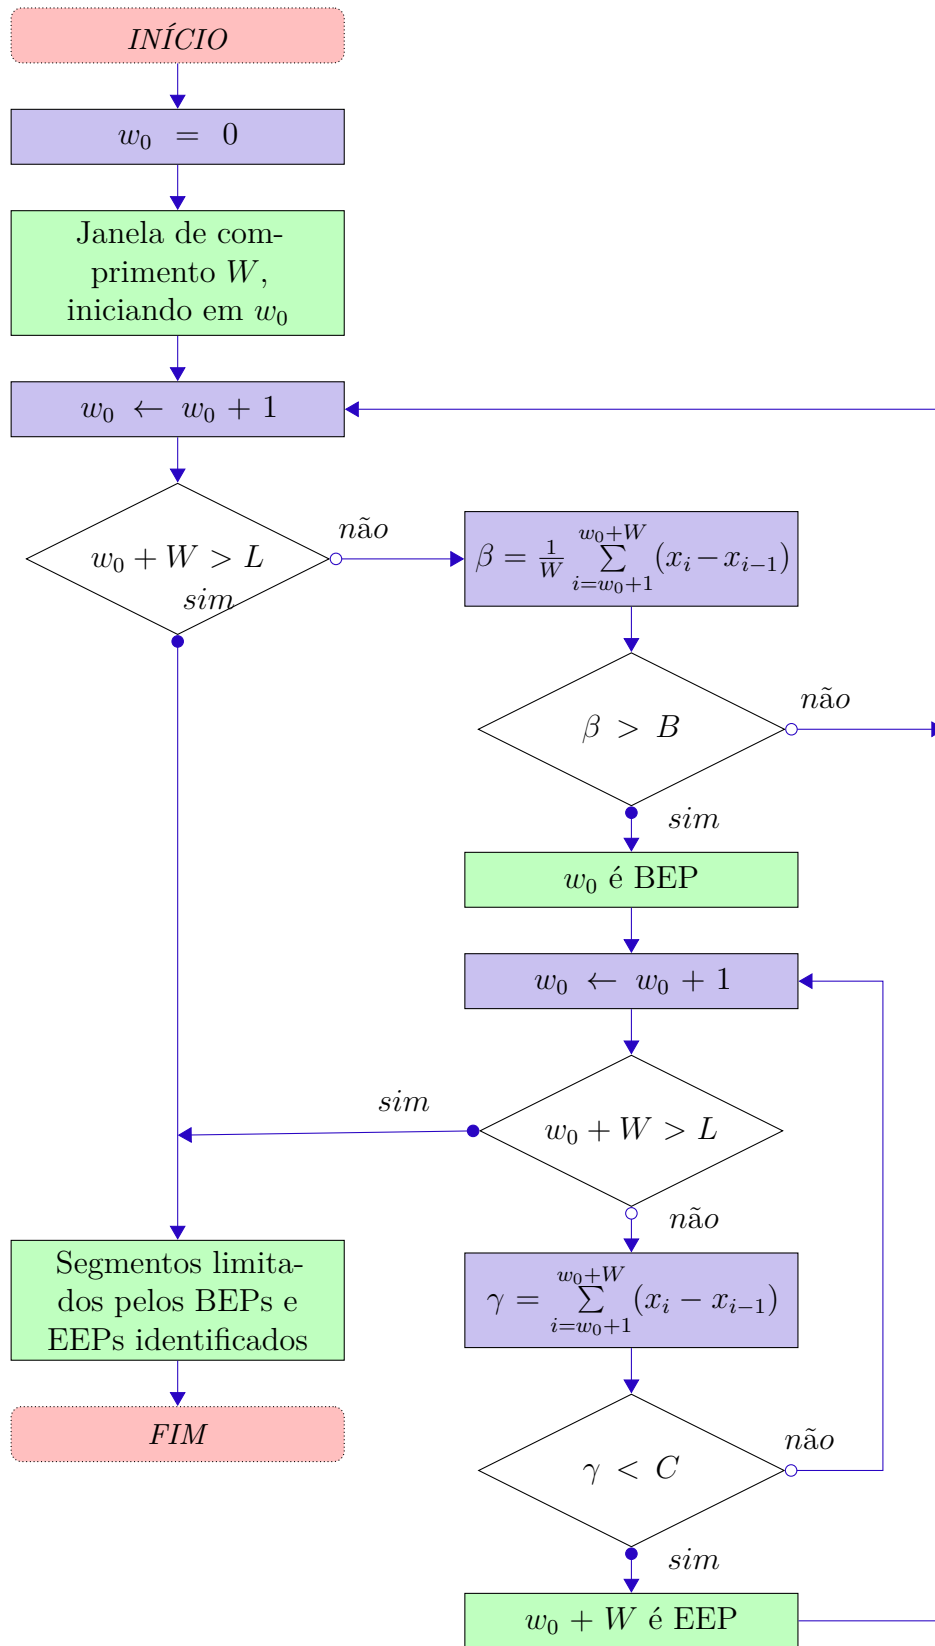 INÍCIO
w₀ = 0
Janela de com-
primento W,
iniciando em w₀
w₀ ← w₀ + 1
w₀ + W > L
não
sim
β = 1/W ∑_{i=w₀+1}^{w₀+W} (x_i − x_{i−1})
β > B
não
sim
w₀ é BEP
w₀ ← w₀ + 1
w₀ + W > L
sim
não
γ = ∑_{i=w₀+1}^{w₀+W} (x_i − x_{i−1})
γ < C
não
sim
w₀ + W é EEP
Segmentos limita-
dos pelos BEPs e
EEPs identificados
FIM